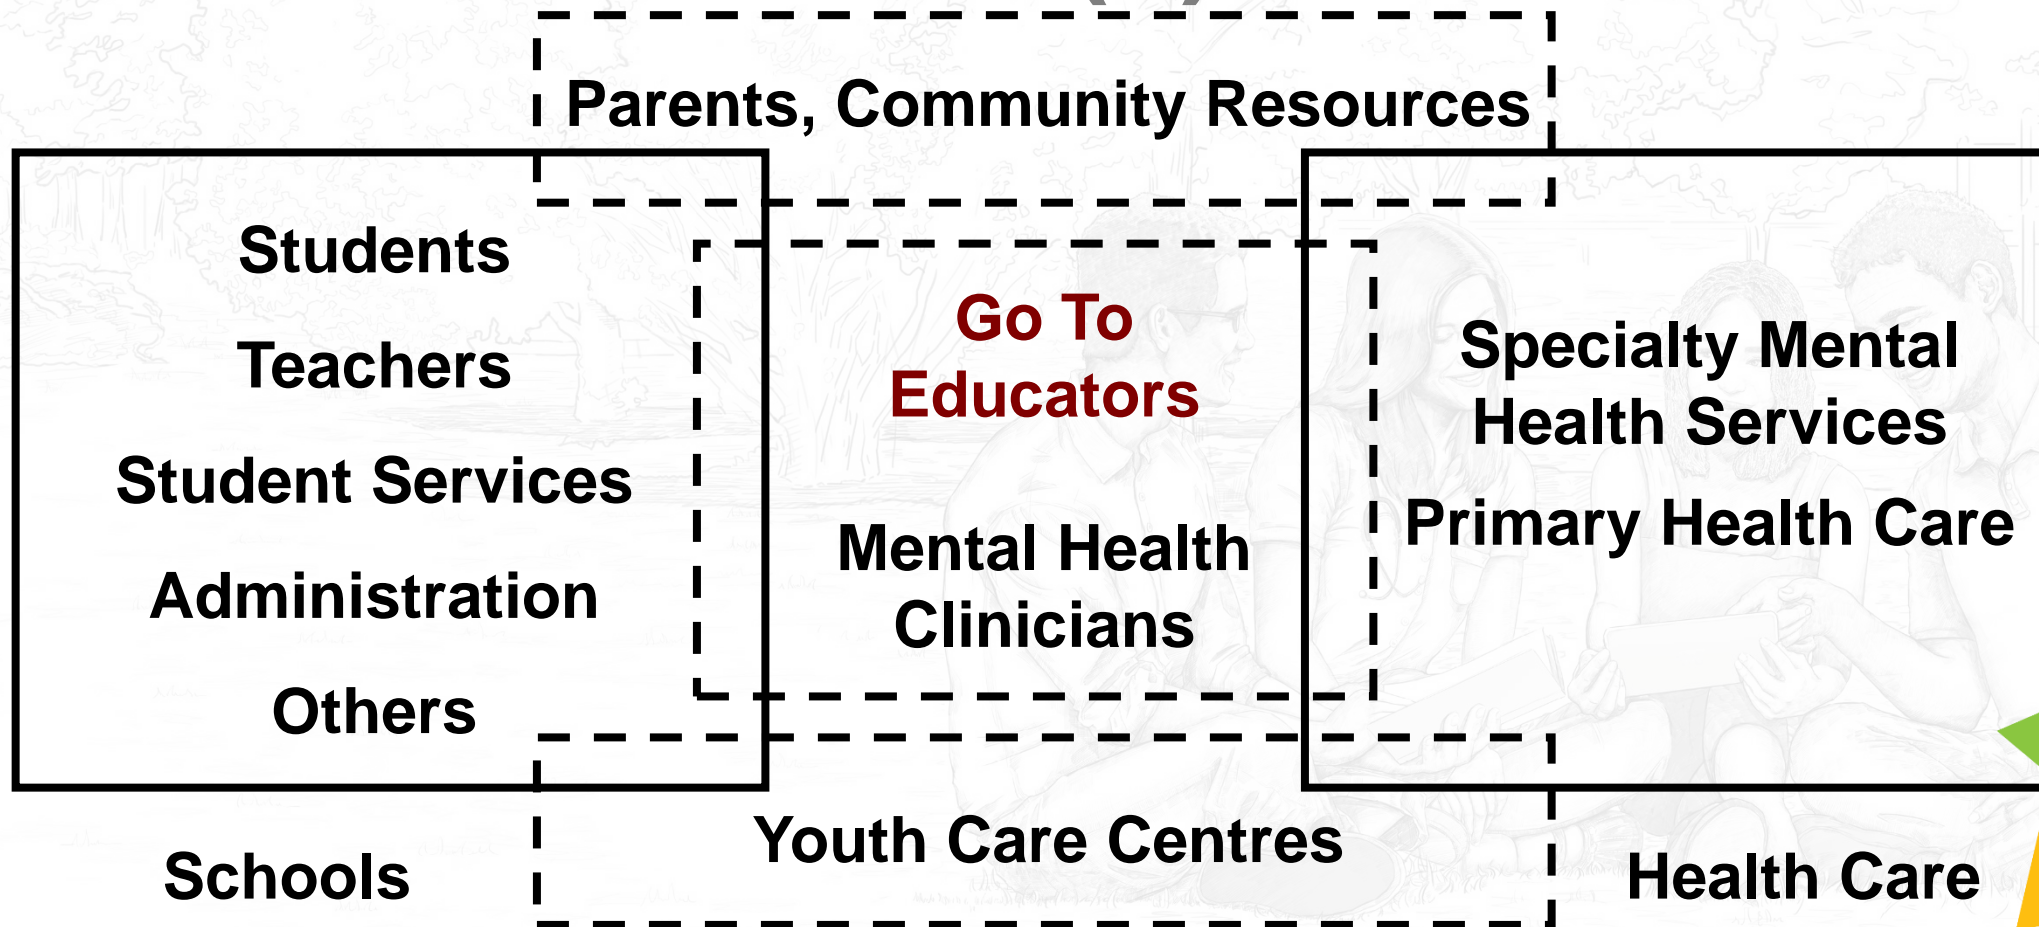 Parents, Community Resources
Students
Teachers
Student Services
Administration
Others
Schools
Go To
Educators
Mental Health
Clinicians
Youth Care Centres
Specialty Mental
Health Services
Primary Health Care
Health Care